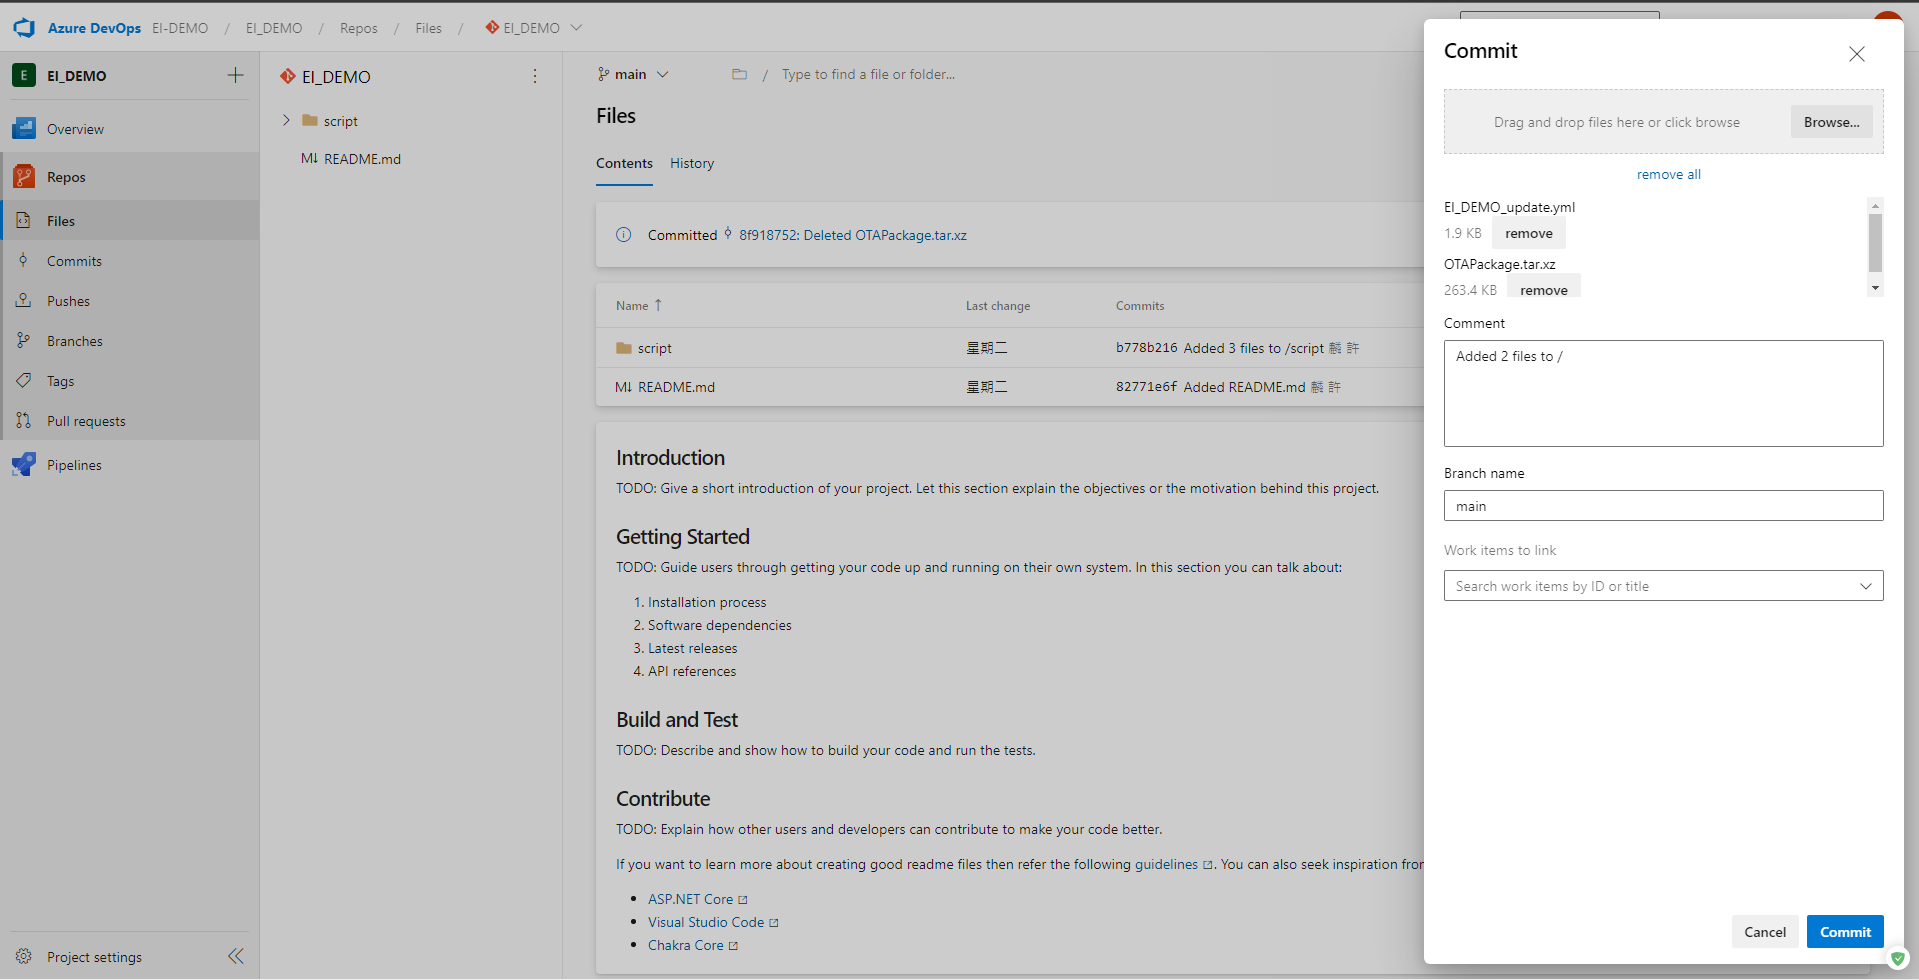 Azure DevOps EI-DEMO / EI_DEMO / Repos / Files / EI_DEMO
E EI_DEMO
Overview
Repos
Files
Commits
Pushes
Branches
Tags
Pull requests
Pipelines
Project settings
EI_DEMO
script
M↓ README.md
main
/ Type to find a file or folder...
Files
Contents History
Committed 8f918752: Deleted OTAPackage.tar.xz
Name ↑ Last change Commits
script 星期二 b778b216 Added 3 files to /script 麟 許
M↓ README.md 星期二 82771e6f Added README.md 麟 許
Introduction
TODO: Give a short introduction of your project. Let this section explain the objectives or the motivation behind this project.
Getting Started
TODO: Guide users through getting your code up and running on their own system. In this section you can talk about:
1. Installation process
2. Software dependencies
3. Latest releases
4. API references
Build and Test
TODO: Describe and show how to build your code and run the tests.
Contribute
TODO: Explain how other users and developers can contribute to make your code better.
If you want to learn more about creating good readme files then refer the following guidelines. You can also seek inspiration from
• ASP.NET Core
• Visual Studio Code
• Chakra Core
Commit
Drag and drop files here or click browse Browse...
remove all
EI_DEMO_update.yml
1.9 KB remove
OTAPackage.tar.xz
263.4 KB remove
Comment
Added 2 files to /
Branch name
main
Work items to link
Search work items by ID or title
Cancel Commit